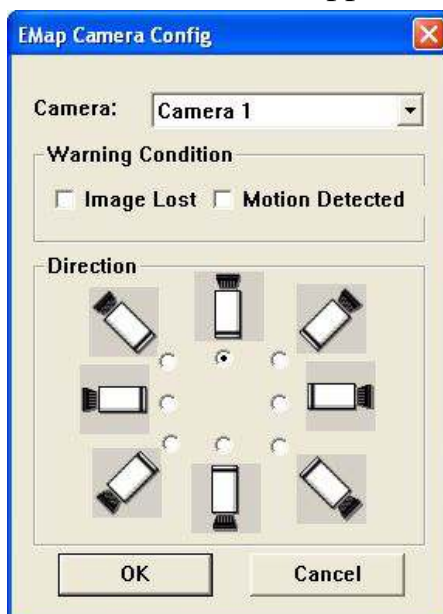 EMap Camera Config
Camera: Camera 1
Warning Condition
Image Lost Motion Detected
Direction
OK Cancel